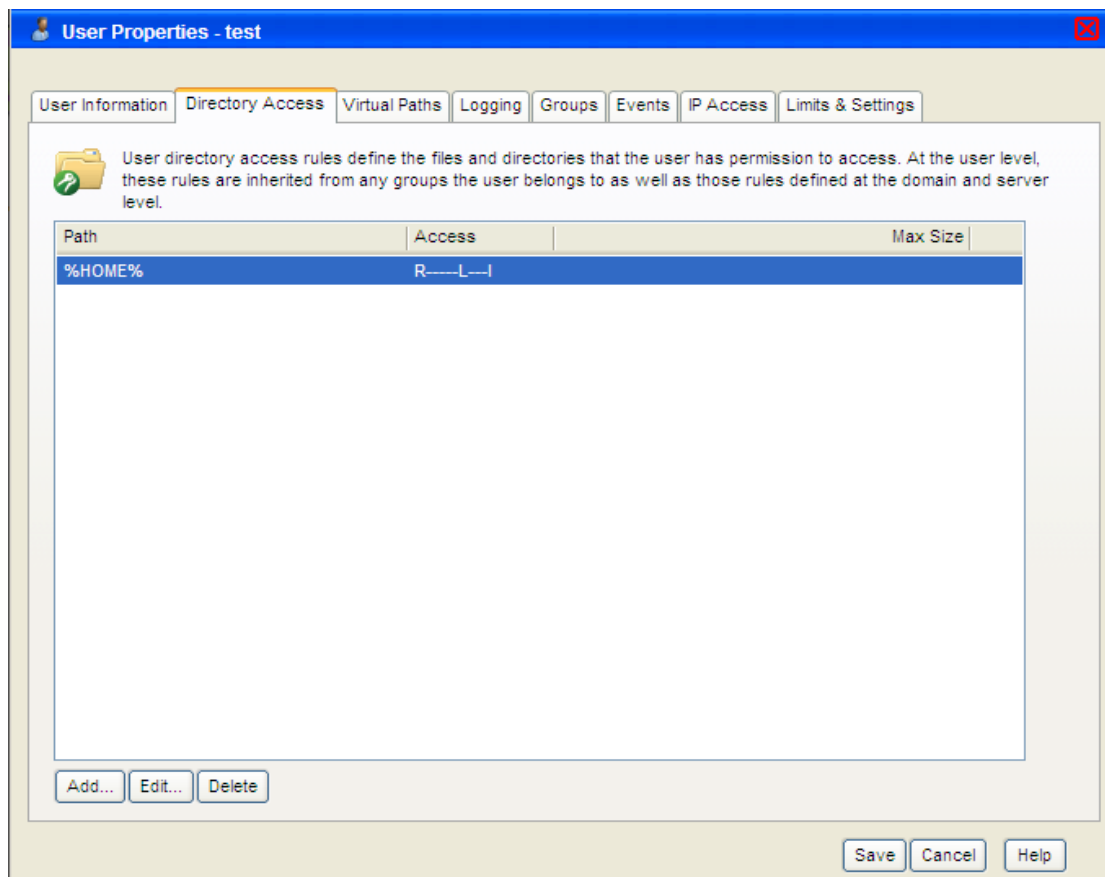 User Properties - test
User Information Directory Access Virtual Paths Logging Groups Events IP Access Limits & Settings
User directory access rules define the files and directories that the user has permission to access. At the user level,
these rules are inherited from any groups the user belongs to as well as those rules defined at the domain and server
level.
Path Access Max Size
%HOME% R-----L---I
Add... Edit... Delete
Save Cancel Help